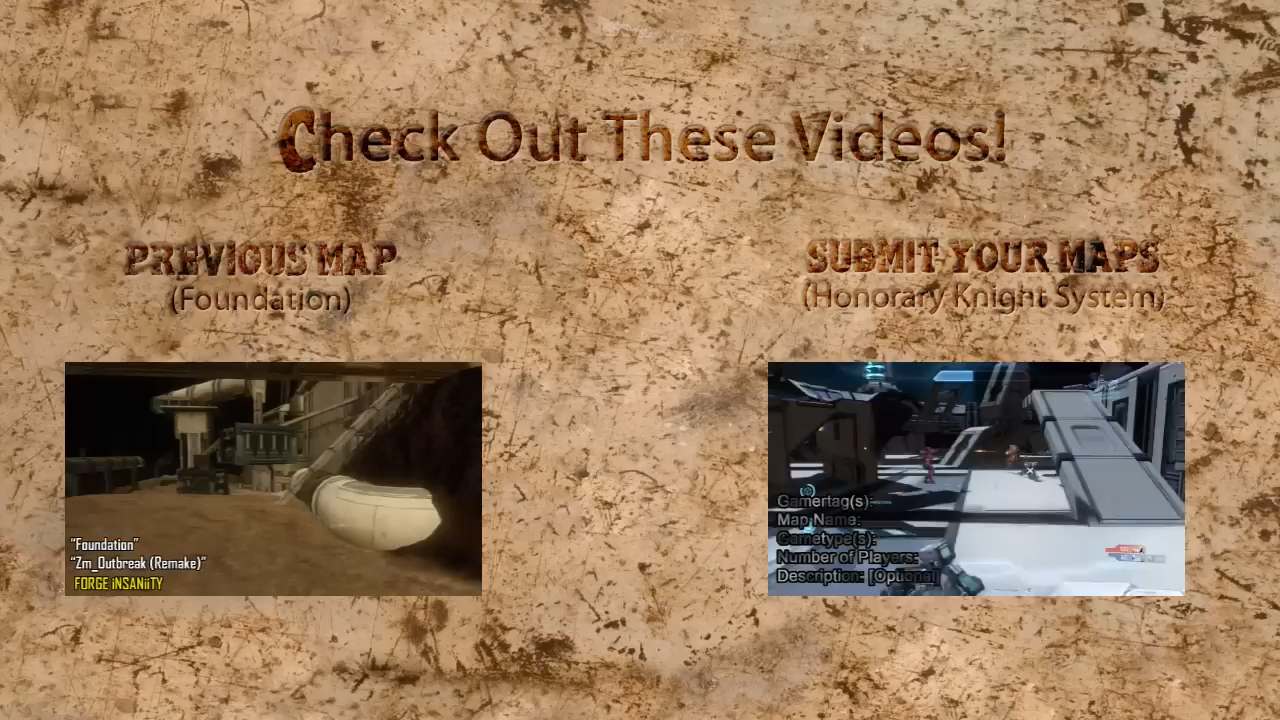 Check Out These Videos!
PREVIOUS MAP
(Foundation)
SUBMIT YOUR MAPS
(Honorary Knight System)
"Foundation"
"Zm_Outbreak (Remake)"
FORGE iNSANiiTY
Gamertag(s):
Map Name:
Gametype(s):
Number of Players:
Description: [Optional]